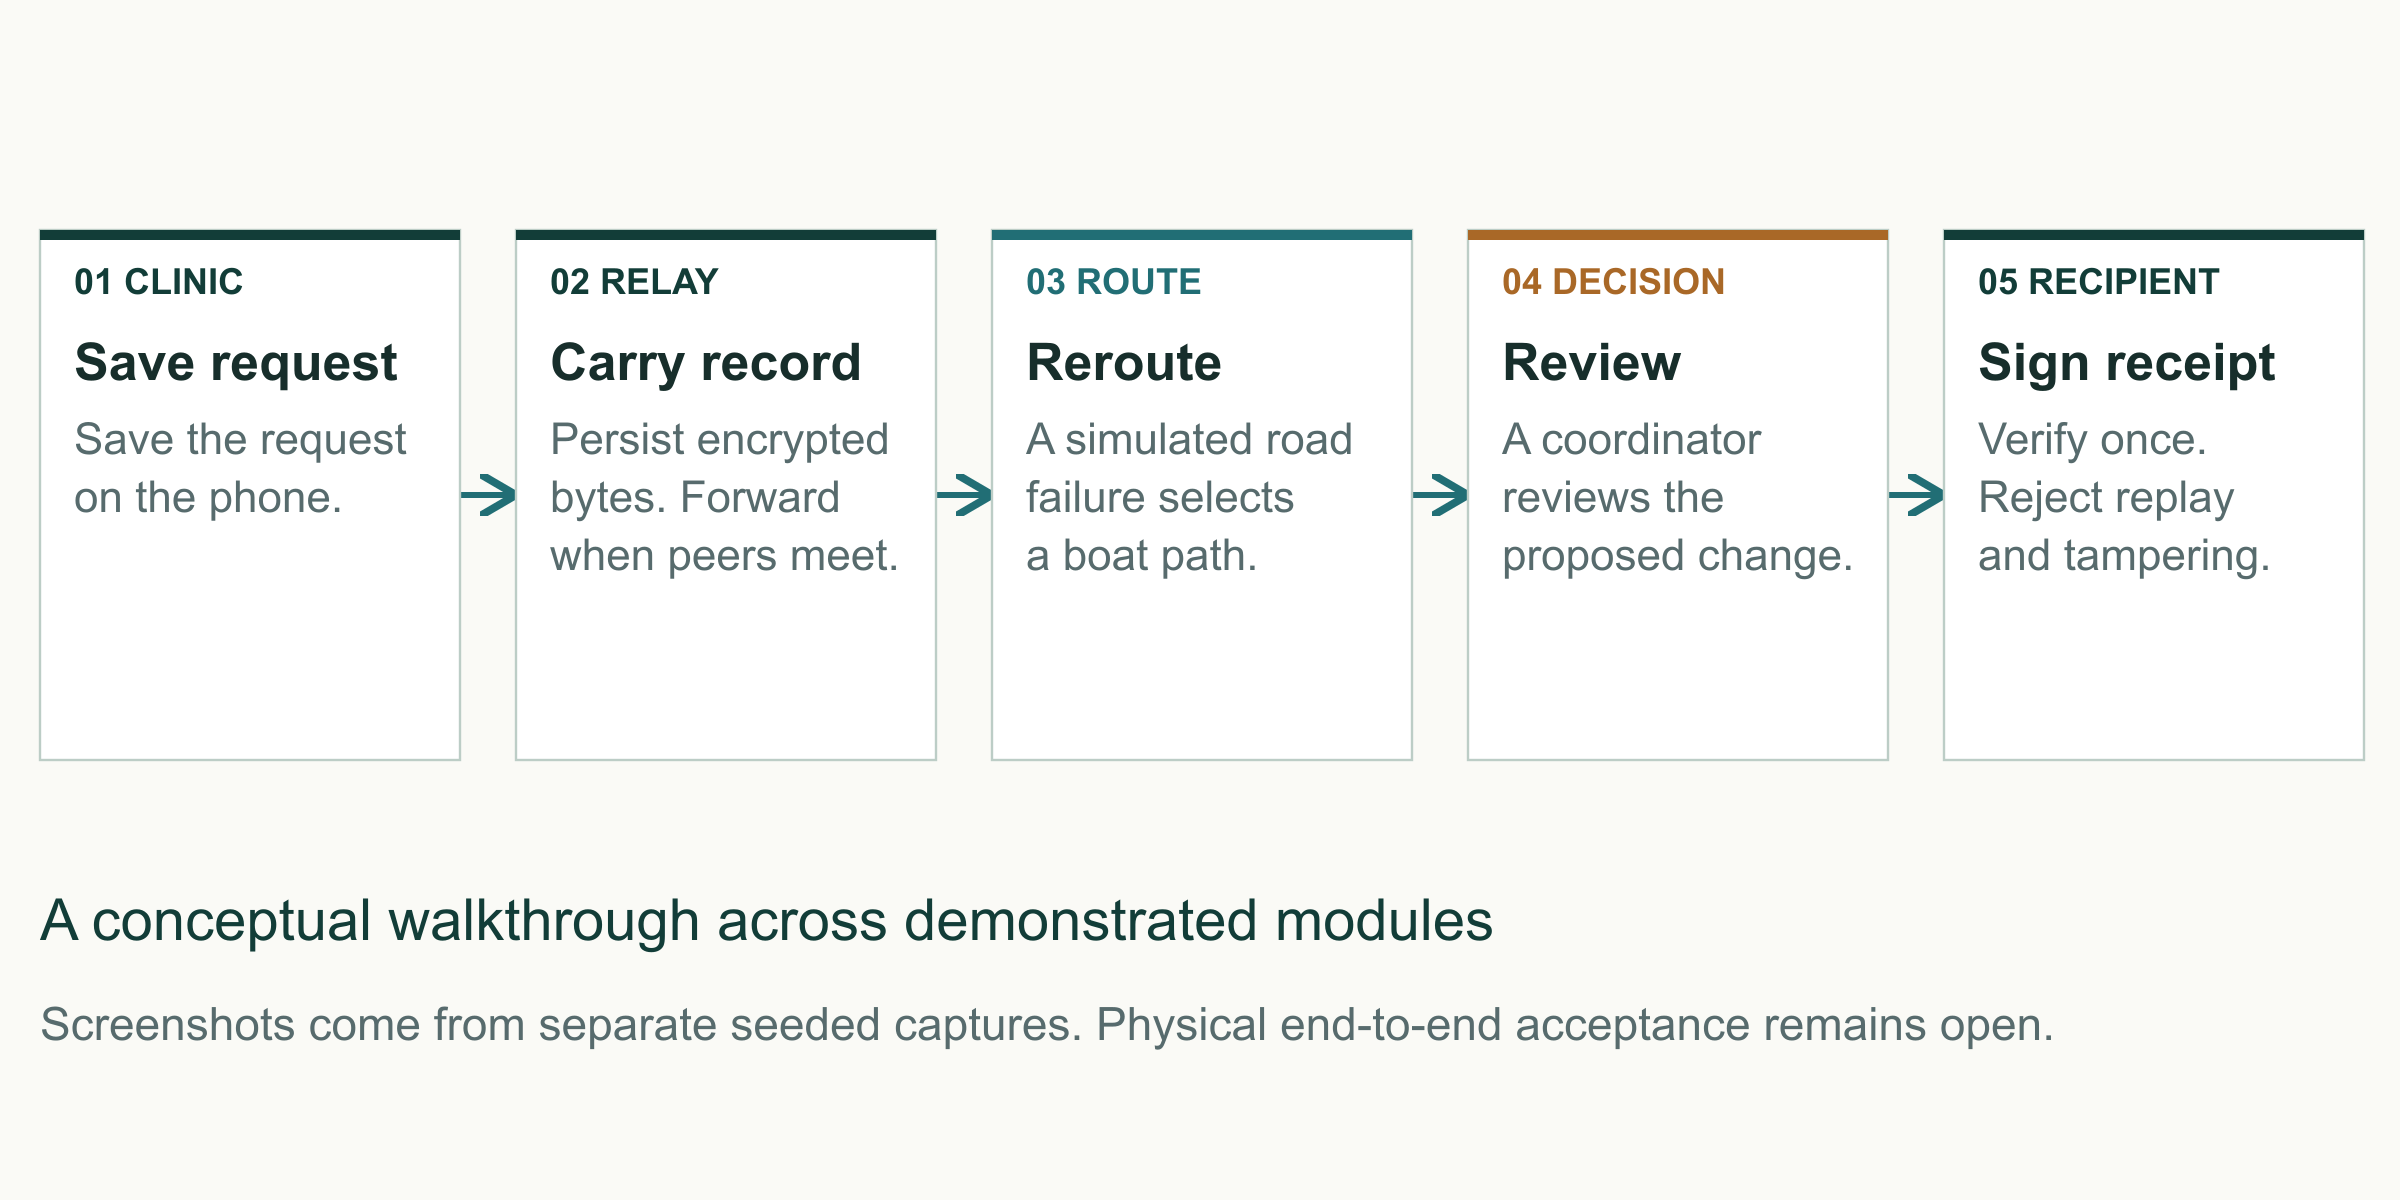 01 CLINIC
Save request
Save the request
on the phone.
02 RELAY
Carry record
Persist encrypted
bytes. Forward
when peers meet.
03 ROUTE
Reroute
A simulated road
failure selects
a boat path.
04 DECISION
Review
A coordinator
reviews the
proposed change.
05 RECIPIENT
Sign receipt
Verify once.
Reject replay
and tampering.
A conceptual walkthrough across demonstrated modules
Screenshots come from separate seeded captures. Physical end-to-end acceptance remains open.